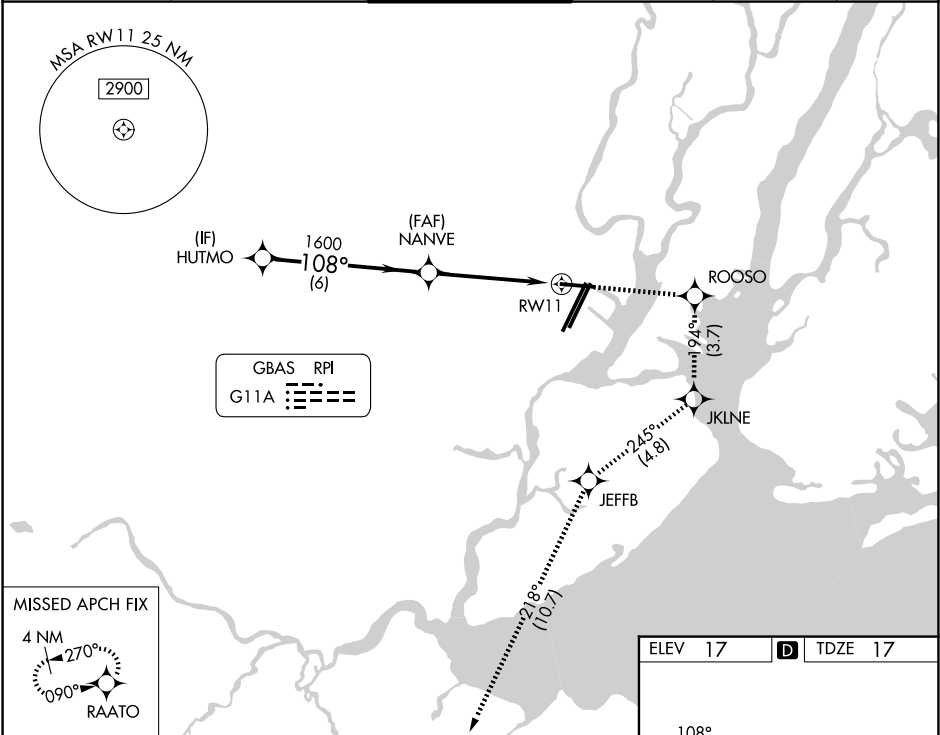 MSA RW11 25 NM
2900
(IF)
HUTMO
1600
108°
(6)
(FAF)
NANVE
RW11
ROOSO
194°
(3.7)
JKLNE
245°
(4.8)
JEFFB
218°
(10.7)
GBAS RPI
G11A
MISSED APCH FIX
4 NM
270°
090°
RAATO
ELEV 17 D TDZE 17
108°